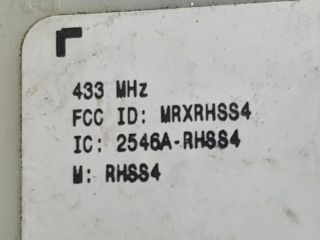 433 MHz
FCC ID: MRXRHSS4
IC: 2546A-RHSS4
M: RHSS4